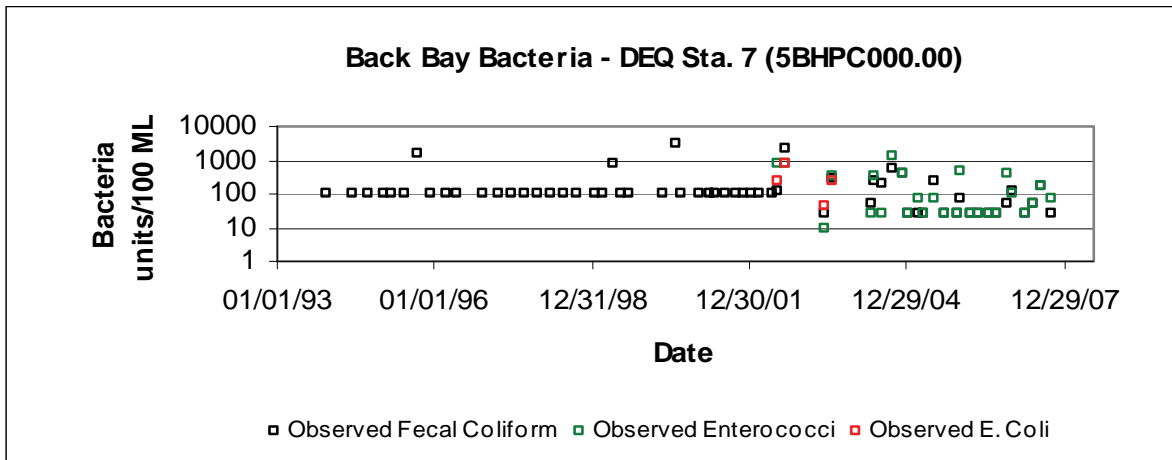 Back Bay Bacteria - DEQ Sta. 7 (5BHPC000.00)
Bacteria
units/100 ML
10000
1000
100
10
1
01/01/93 01/01/96 12/31/98 12/30/01 12/29/04 12/29/07
Date
Observed Fecal Coliform Observed Enterococci Observed E. Coli